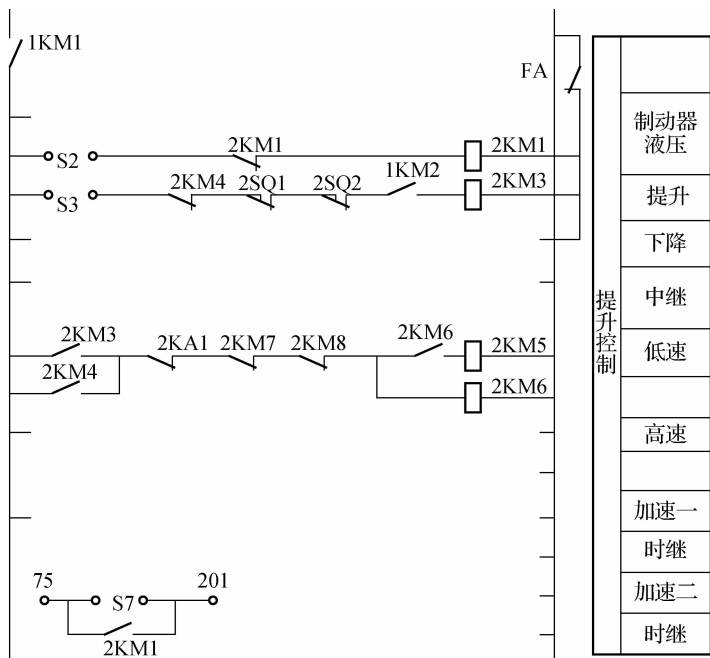 1KM1
FA
制动器
液压
S2
2KM1
2KM1
S3
2KM4
2SQ1
2SQ2
1KM2
2KM3
提升
下降
中继
提升控制
2KM3
2KA1
2KM7
2KM8
2KM6
2KM5
低速
2KM4
2KM6
高速
加速一
时继
75
S7
201
加速二
2KM1
时继